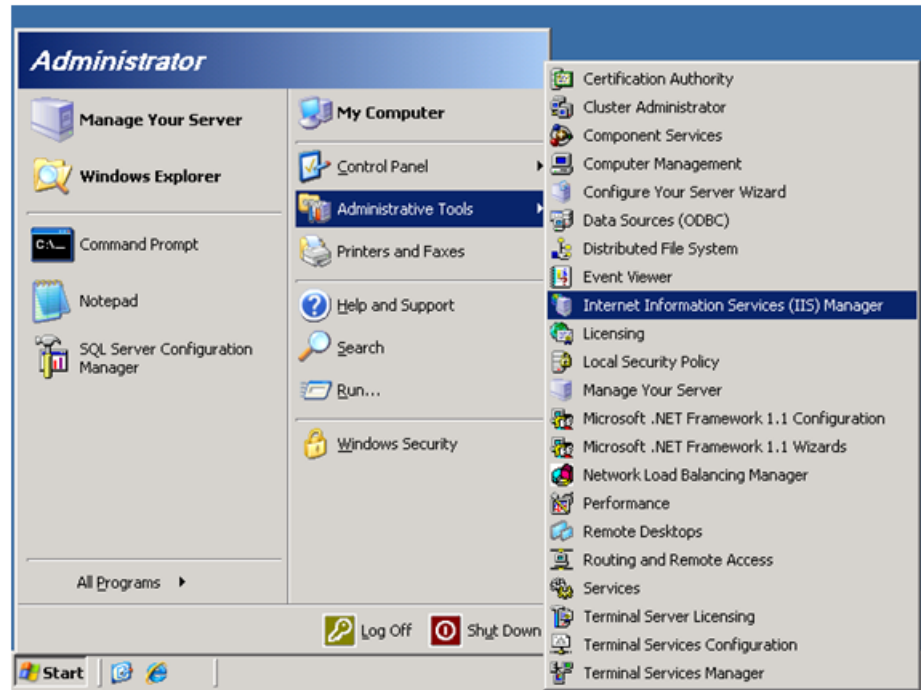 Administrator
Manage Your Server
Windows Explorer
C:\_
Command Prompt
Notepad
SQL Server Configuration
Manager
All Programs
My Computer
Control Panel
Administrative Tools
Printers and Faxes
Help and Support
Search
Run...
Windows Security
Log Off
Shut Down
Start
Certification Authority
Cluster Administrator
Component Services
Computer Management
Configure Your Server Wizard
Data Sources (ODBC)
Distributed File System
Event Viewer
Internet Information Services (IIS) Manager
Licensing
Local Security Policy
Manage Your Server
Microsoft .NET Framework 1.1 Configuration
Microsoft .NET Framework 1.1 Wizards
Network Load Balancing Manager
Performance
Remote Desktops
Routing and Remote Access
Services
Terminal Server Licensing
Terminal Services Configuration
Terminal Services Manager